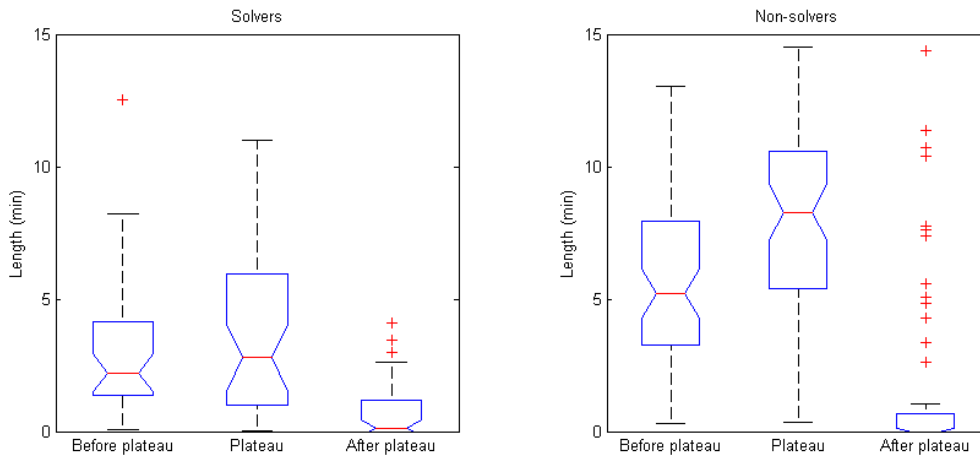 Solvers
15
10
5
0
Length (min)
Before plateau
Plateau
After plateau
Non-solvers
15
10
5
0
Length (min)
Before plateau
Plateau
After plateau